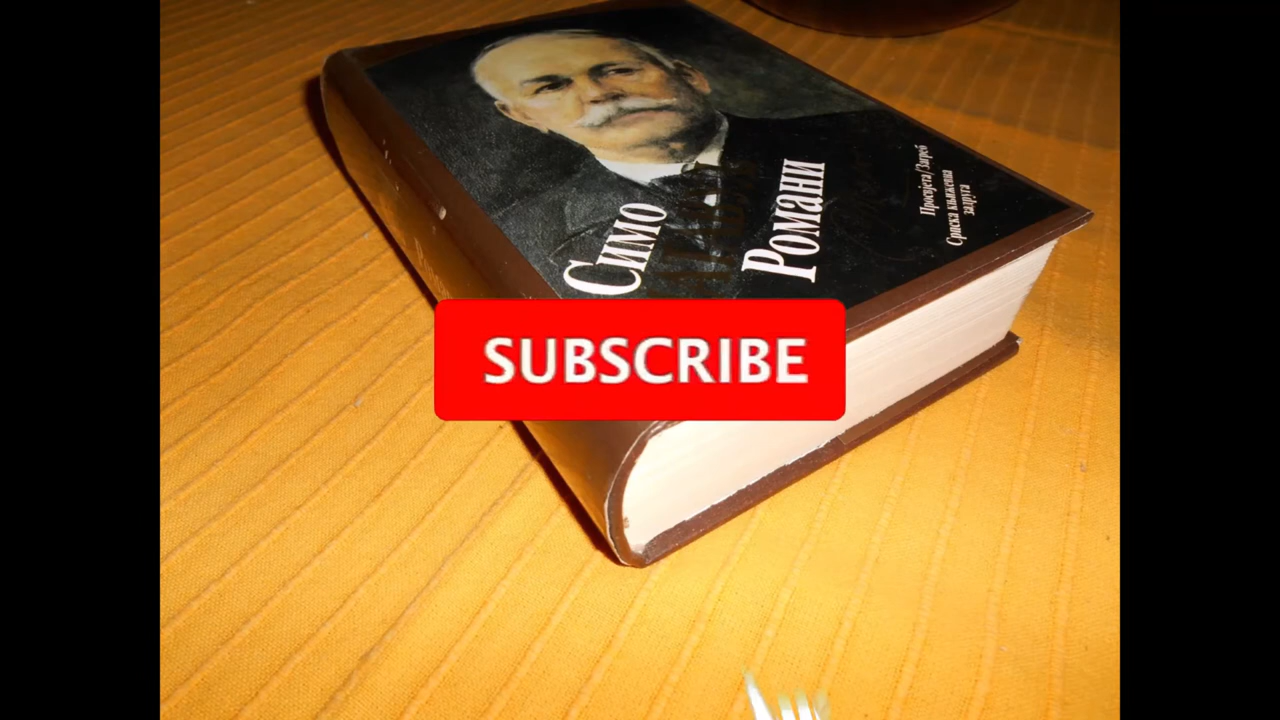 Симо
Романи
Просвјета/Загреб
Српска књижевна
задруга
SUBSCRIBE